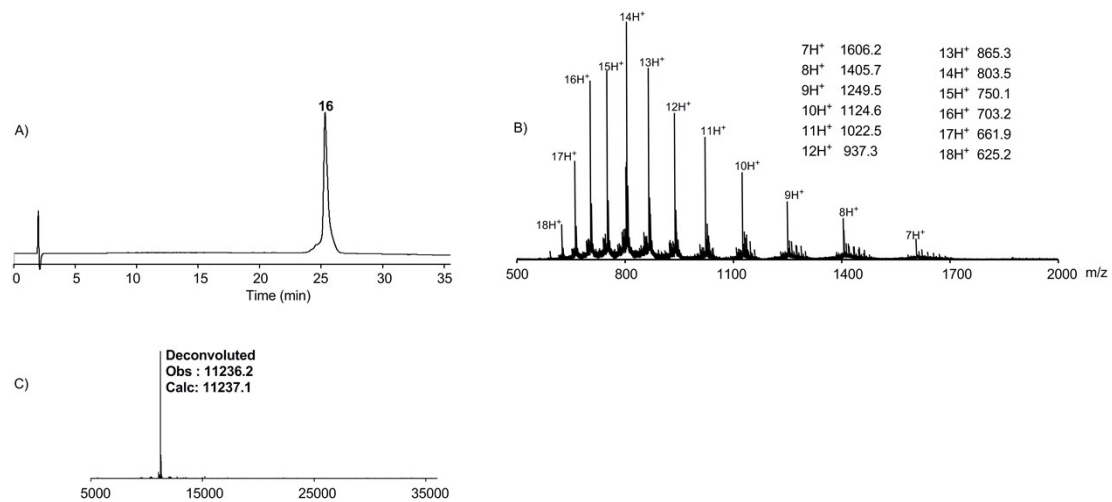 A)
16
0 5 10 15 20 25 30 35
Time (min)
B)
14H⁺
15H⁺
13H⁺
16H⁺
12H⁺
11H⁺
17H⁺
10H⁺
9H⁺
18H⁺
8H⁺
7H⁺
7H⁺ 1606.2
8H⁺ 1405.7
9H⁺ 1249.5
10H⁺ 1124.6
11H⁺ 1022.5
12H⁺ 937.3
13H⁺ 865.3
14H⁺ 803.5
15H⁺ 750.1
16H⁺ 703.2
17H⁺ 661.9
18H⁺ 625.2
500 800 1100 1400 1700 2000 m/z
C)
Deconvoluted
Obs : 11236.2
Calc: 11237.1
5000 15000 25000 35000